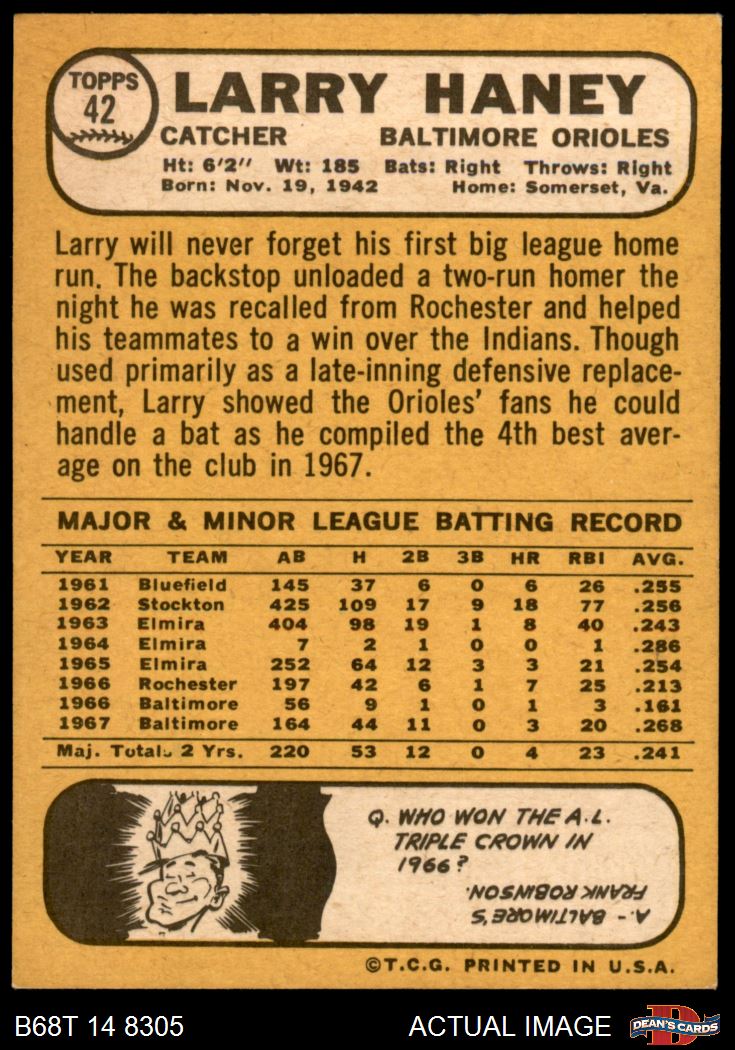 TOPPS
42
LARRY HANEY
CATCHER BALTIMORE ORIOLES
Ht: 6'2" Wt: 185 Bats: Right Throws: Right
Born: Nov. 19, 1942 Home: Somerset, Va.
Larry will never forget his first big league home
run. The backstop unloaded a two-run homer the
night he was recalled from Rochester and helped
his teammates to a win over the Indians. Though
used primarily as a late-inning defensive replace-
ment, Larry showed the Orioles' fans he could
handle a bat as he compiled the 4th best aver-
age on the club in 1967.
MAJOR & MINOR LEAGUE BATTING RECORD
YEAR TEAM AB H 2B 3B HR RBI AVG.
1961 Bluefield 145 37 6 0 6 26 .255
1962 Stockton 425 109 17 9 18 77 .256
1963 Elmira 404 98 19 1 8 40 .243
1964 Elmira 7 2 1 0 0 1 .286
1965 Elmira 252 64 12 3 3 21 .254
1966 Rochester 197 42 6 1 7 25 .213
1966 Baltimore 56 9 1 0 1 3 .161
1967 Baltimore 164 44 11 0 3 20 .268
Maj. Totals 2 Yrs. 220 53 12 0 4 23 .241
Q. WHO WON THE A.L.
TRIPLE CROWN IN
1966?
A.- BALTIMORE'S
FRANK ROBINSON.
©T.C.G. PRINTED IN U.S.A.
B68T 14 8305 ACTUAL IMAGE D DEAN'S CARDS